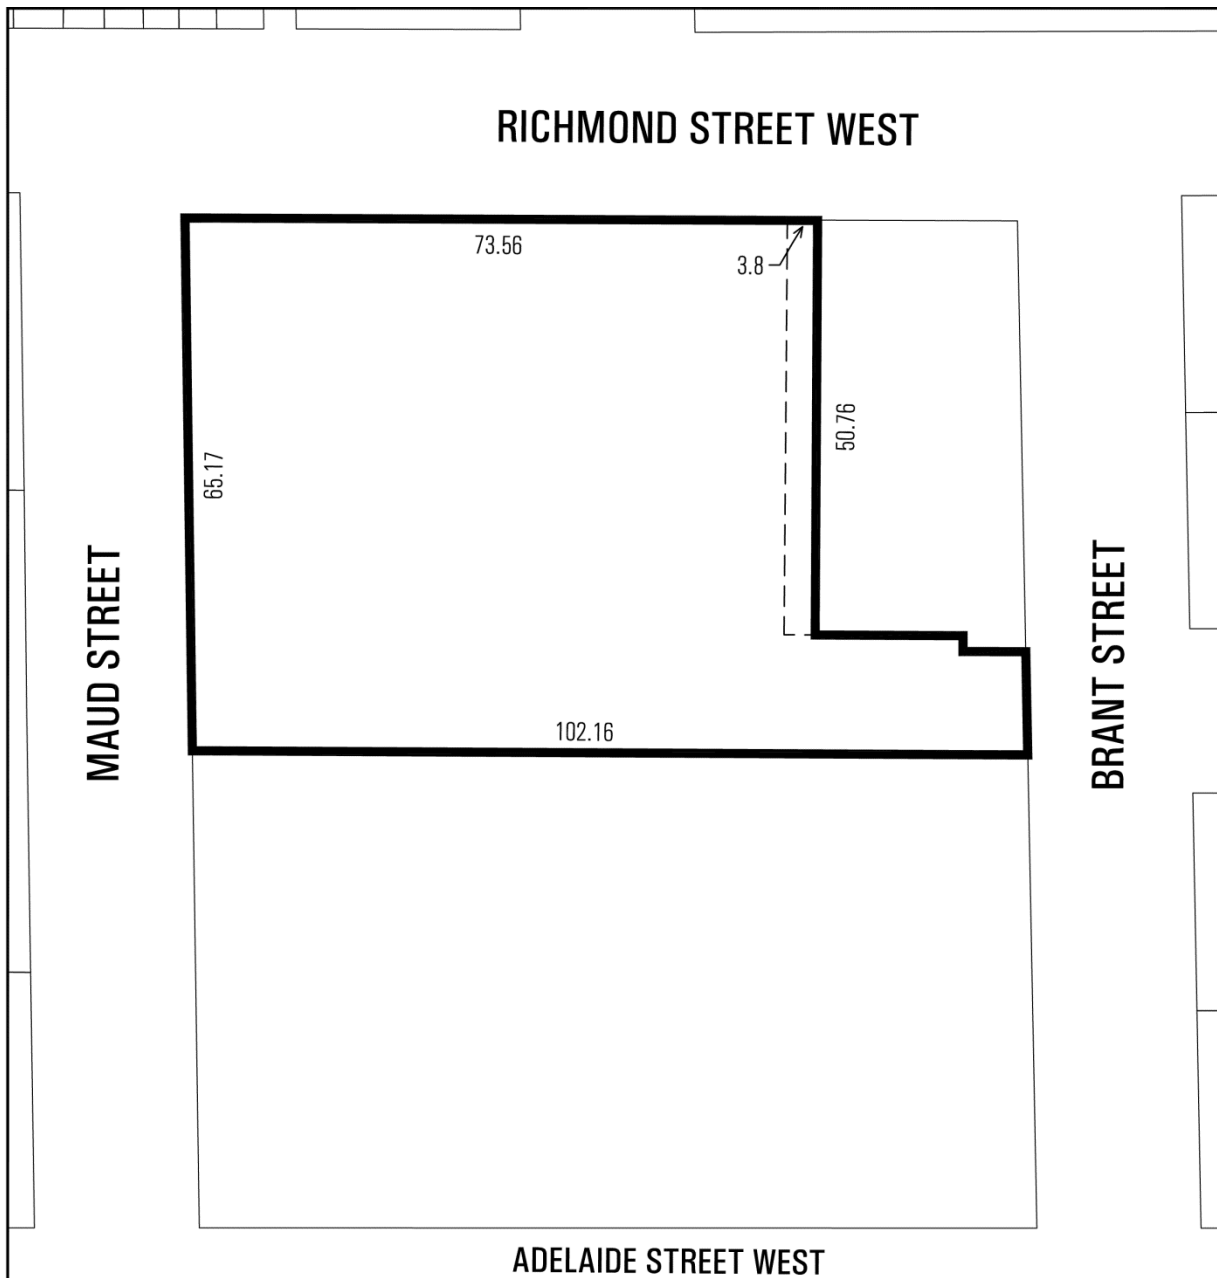 RICHMOND STREET WEST
73.56
3.8
50.76
65.17
MAUD STREET
BRANT STREET
102.16
ADELAIDE STREET WEST